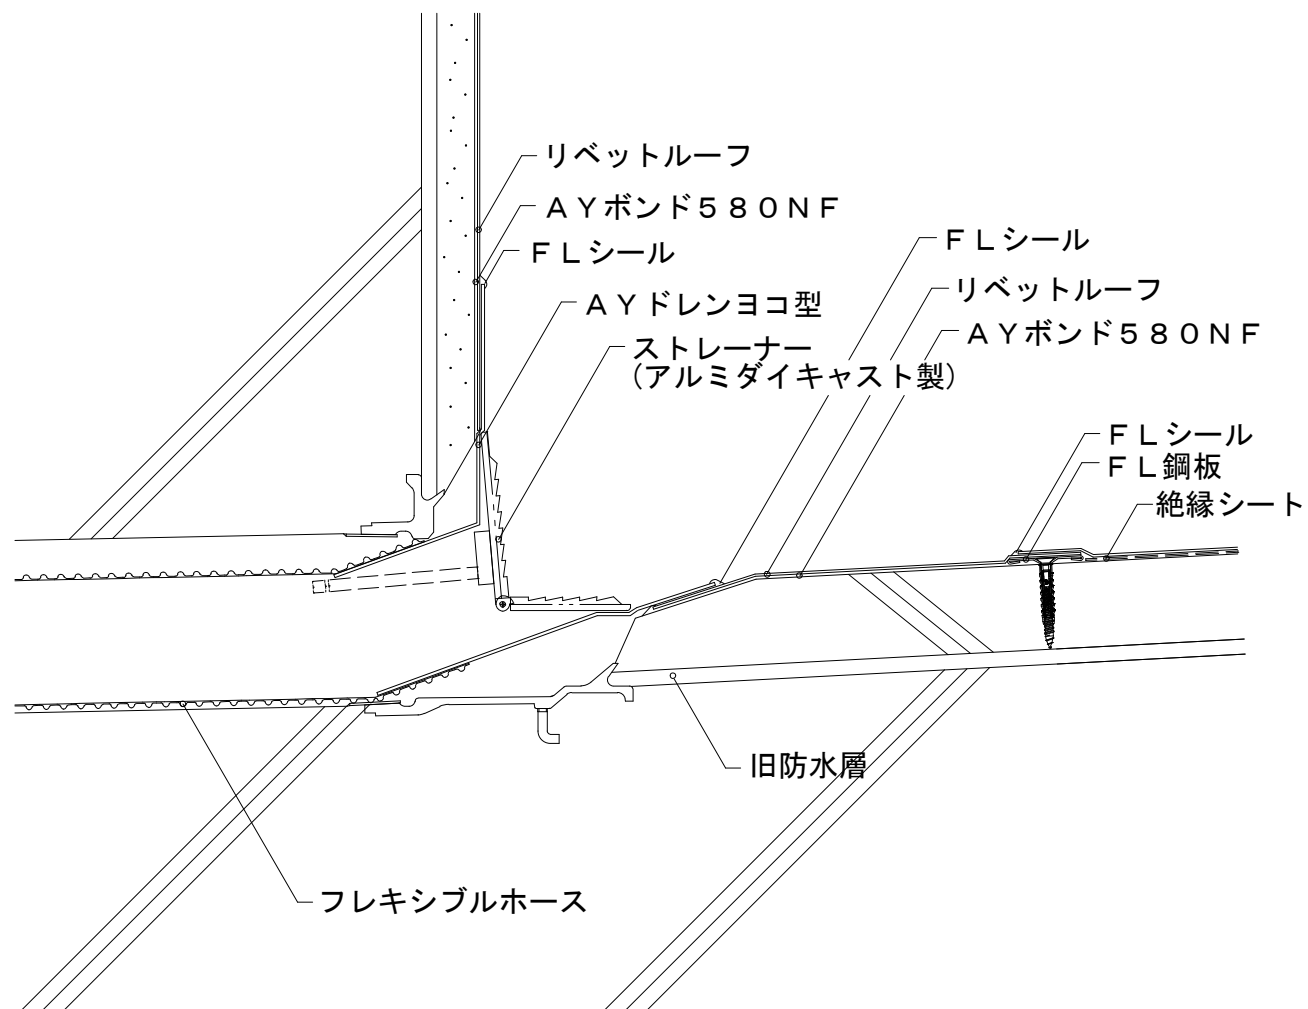 リベットルーフ
ＡＹボンド５８０ＮＦ
ＦＬシール
ＡＹドレンヨコ型
ストレーナー
（アルミダイキャスト製）
ＦＬシール
リベットルーフ
ＡＹボンド５８０ＮＦ
ＦＬシール
ＦＬ鋼板
絶縁シート
旧防水層
フレキシブルホース